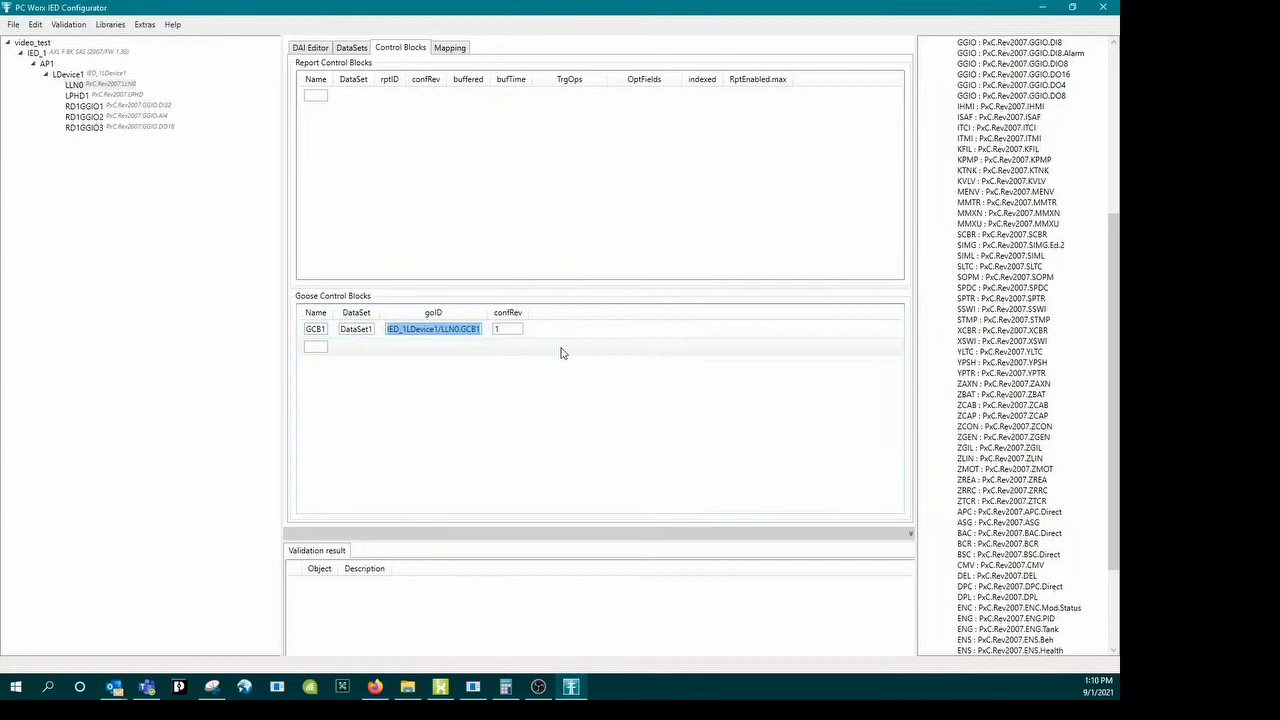 PC Worx IED Configurator
File Edit Validation Libraries Extras Help
video_test
IED_1 AXL F BK SAS (2007/FW 1.30)
AP1
LDevice1 IED_1LDevice1
LLN0 PxC.Rev2007.LLN0
LPHD1 PxC.Rev2007.LPHD
RD1GGIO1 PxC.Rev2007.GGIO.DI32
RD1GGIO2 PxC.Rev2007.GGIO.AI4
RD1GGIO3 PxC.Rev2007.GGIO.DO16
DAI Editor DataSets Control Blocks Mapping
Report Control Blocks
Name DataSet rptID confRev buffered bufTime TrgOps OptFields indexed RptEnabled.max
Goose Control Blocks
Name DataSet goID confRev
GCB1 DataSet1 IED_1LDevice1/LLN0.GCB1 1
Validation result
Object Description
GGIO : PxC.Rev2007.GGIO.DI8
GGIO : PxC.Rev2007.GGIO.DI8.Alarm
GGIO : PxC.Rev2007.GGIO.DIO8
GGIO : PxC.Rev2007.GGIO.DO16
GGIO : PxC.Rev2007.GGIO.DO4
GGIO : PxC.Rev2007.GGIO.DO8
IHMI : PxC.Rev2007.IHMI
ISAF : PxC.Rev2007.ISAF
ITCI : PxC.Rev2007.ITCI
ITMI : PxC.Rev2007.ITMI
KFIL : PxC.Rev2007.KFIL
KPMP : PxC.Rev2007.KPMP
KTNK : PxC.Rev2007.KTNK
KVLV : PxC.Rev2007.KVLV
MENV : PxC.Rev2007.MENV
MMTR : PxC.Rev2007.MMTR
MMXN : PxC.Rev2007.MMXN
MMXU : PxC.Rev2007.MMXU
SCBR : PxC.Rev2007.SCBR
SIMG : PxC.Rev2007.SIMG.Ed.2
SIML : PxC.Rev2007.SIML
SLTC : PxC.Rev2007.SLTC
SOPM : PxC.Rev2007.SOPM
SPDC : PxC.Rev2007.SPDC
SPTR : PxC.Rev2007.SPTR
SSWI : PxC.Rev2007.SSWI
STMP : PxC.Rev2007.STMP
XCBR : PxC.Rev2007.XCBR
XSWI : PxC.Rev2007.XSWI
YLTC : PxC.Rev2007.YLTC
YPSH : PxC.Rev2007.YPSH
YPTR : PxC.Rev2007.YPTR
ZAXN : PxC.Rev2007.ZAXN
ZBAT : PxC.Rev2007.ZBAT
ZCAB : PxC.Rev2007.ZCAB
ZCAP : PxC.Rev2007.ZCAP
ZCON : PxC.Rev2007.ZCON
ZGEN : PxC.Rev2007.ZGEN
ZGIL : PxC.Rev2007.ZGIL
ZLIN : PxC.Rev2007.ZLIN
ZMOT : PxC.Rev2007.ZMOT
ZREA : PxC.Rev2007.ZREA
ZRRC : PxC.Rev2007.ZRRC
ZTCR : PxC.Rev2007.ZTCR
APC : PxC.Rev2007.APC.Direct
ASG : PxC.Rev2007.ASG
BAC : PxC.Rev2007.BAC.Direct
BCR : PxC.Rev2007.BCR
BSC : PxC.Rev2007.BSC.Direct
CMV : PxC.Rev2007.CMV
DEL : PxC.Rev2007.DEL
DPC : PxC.Rev2007.DPC.Direct
DPL : PxC.Rev2007.DPL
ENC : PxC.Rev2007.ENC.Mod.Status
ENG : PxC.Rev2007.ENG.PID
ENG : PxC.Rev2007.ENG.Tank
ENS : PxC.Rev2007.ENS.Beh
ENS : PxC.Rev2007.ENS.Health
1:10 PM
9/1/2021